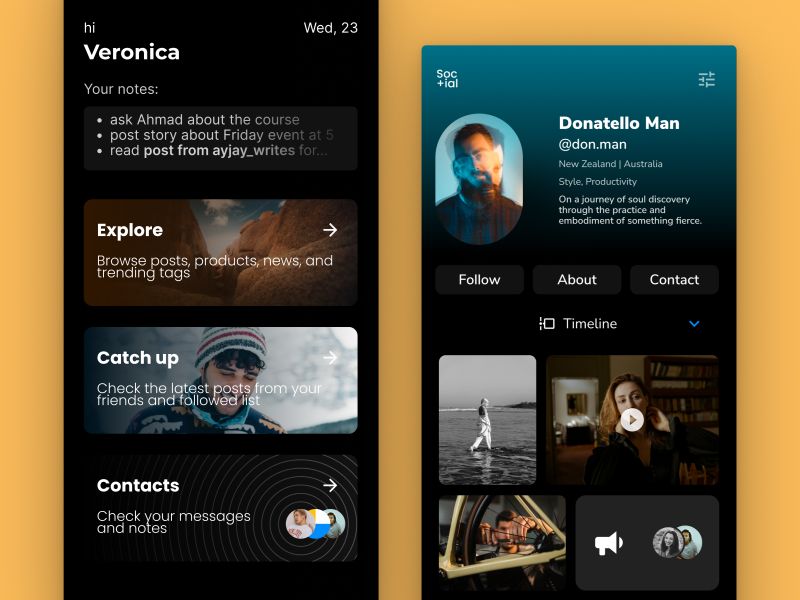 hi
Wed, 23
Veronica
Your notes:
• ask Ahmad about the course
• post story about Friday event at 5
• read post from ayjay_writes for...
Explore
Browse posts, products, news, and
trending tags
Catch up
Check the latest posts from your
friends and followed list
Contacts
Check your messages
and notes
Soc
+ial
Donatello Man
@don.man
New Zealand | Australia
Style, Productivity
On a journey of soul discovery
through the practice and
embodiment of something fierce.
Follow
About
Contact
Timeline